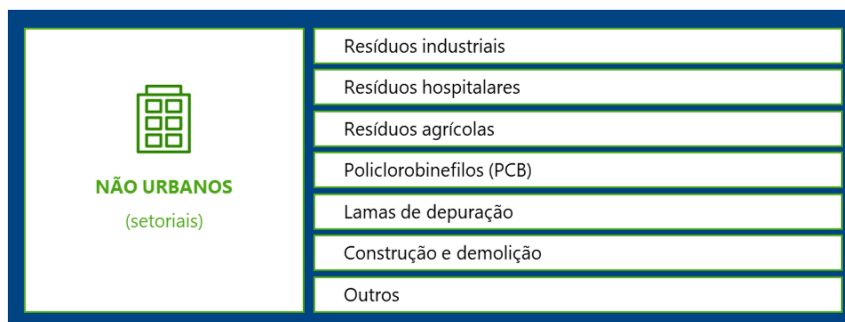 NÃO URBANOS
(setoriais)
Resíduos industriais
Resíduos hospitalares
Resíduos agrícolas
Policlorobinefilos (PCB)
Lamas de depuração
Construção e demolição
Outros